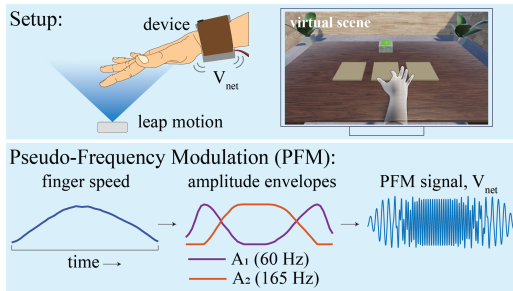 Setup:
device
V_net
leap motion
virtual scene
Pseudo-Frequency Modulation (PFM):
finger speed
amplitude envelopes
PFM signal, V_net
time
A₁ (60 Hz)
A₂ (165 Hz)